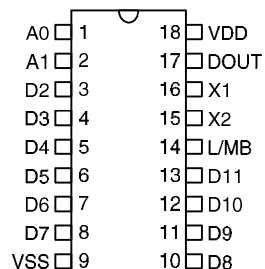 A0 1 18 VDD
A1 2 17 DOUT
D2 3 16 X1
D3 4 15 X2
D4 5 14 L/MB
D5 6 13 D11
D6 7 12 D10
D7 8 11 D9
VSS 9 10 D8